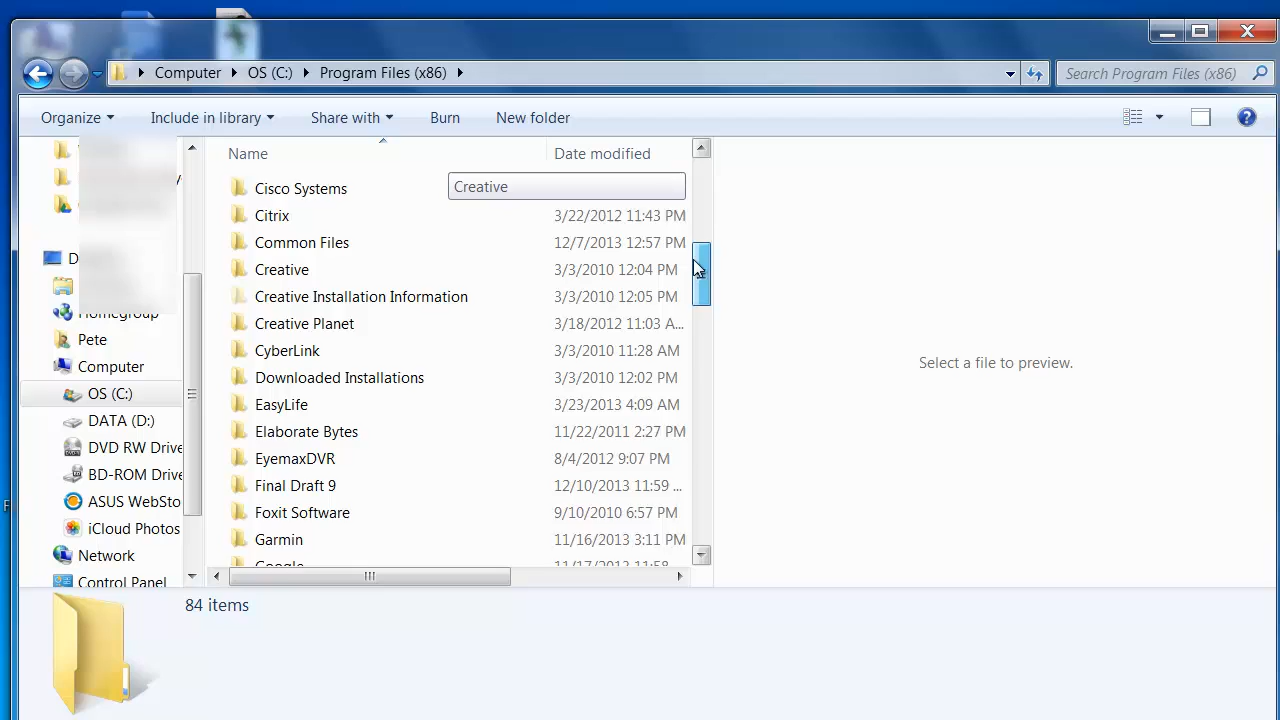 Computer OS (C:) Program Files (x86)
Search Program Files (x86)
Organize Include in library Share with Burn New folder
Name Date modified
Cisco Systems Creative
Citrix 3/22/2012 11:43 PM
Common Files 12/7/2013 12:57 PM
Creative 3/3/2010 12:04 PM
Creative Installation Information 3/3/2010 12:05 PM
Creative Planet 3/18/2012 11:03 A...
CyberLink 3/3/2010 11:28 AM
Downloaded Installations 3/3/2010 12:02 PM
EasyLife 3/23/2013 4:09 AM
Elaborate Bytes 11/22/2011 2:27 PM
EyemaxDVR 8/4/2012 9:07 PM
Final Draft 9 12/10/2013 11:59 ...
Foxit Software 9/10/2010 6:57 PM
Garmin 11/16/2013 3:11 PM
Google 11/17/2013 11:58
D
Homegroup
Pete
Computer
OS (C:)
DATA (D:)
DVD RW Drive
BD-ROM Drive
ASUS WebSto
iCloud Photos
Network
Control Panel
Select a file to preview.
84 items